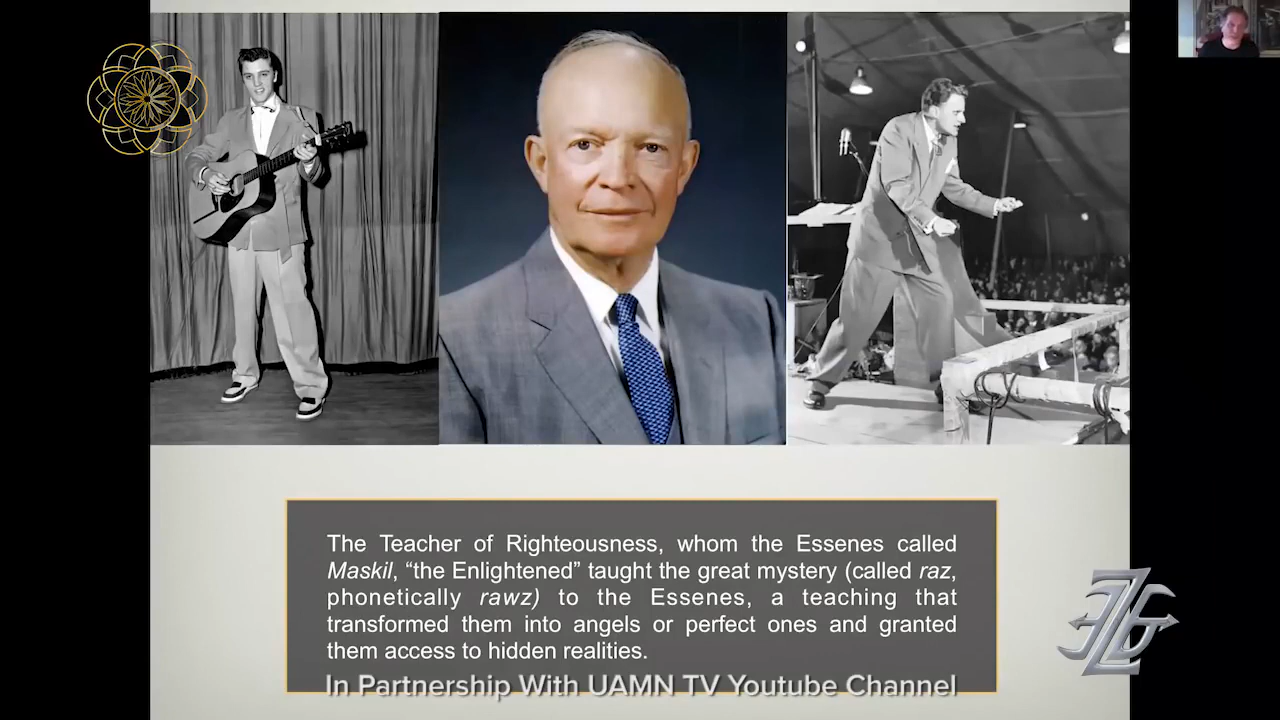 The Teacher of Righteousness, whom the Essenes called
Maskil, “the Enlightened” taught the great mystery (called raz,
phonetically rawz) to the Essenes, a teaching that
transformed them into angels or perfect ones and granted
them access to hidden realities.
In Partnership With UAMN TV Youtube Channel